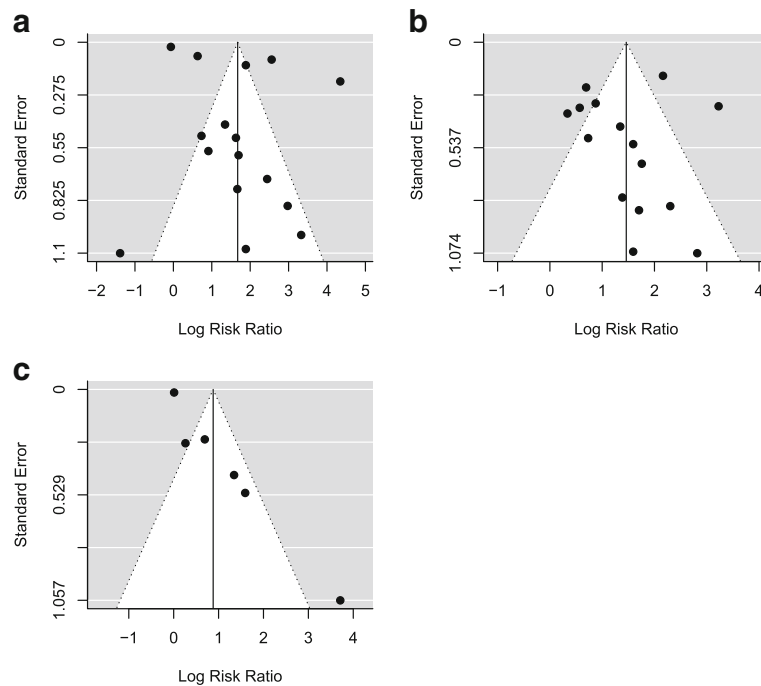 a
0
0.275
0.55
0.825
1.1
Standard Error
−2 −1 0 1 2 3 4 5
Log Risk Ratio
b
0
0.537
1.074
Standard Error
−1 0 1 2 3 4
Log Risk Ratio
c
0
0.529
1.057
Standard Error
−1 0 1 2 3 4
Log Risk Ratio